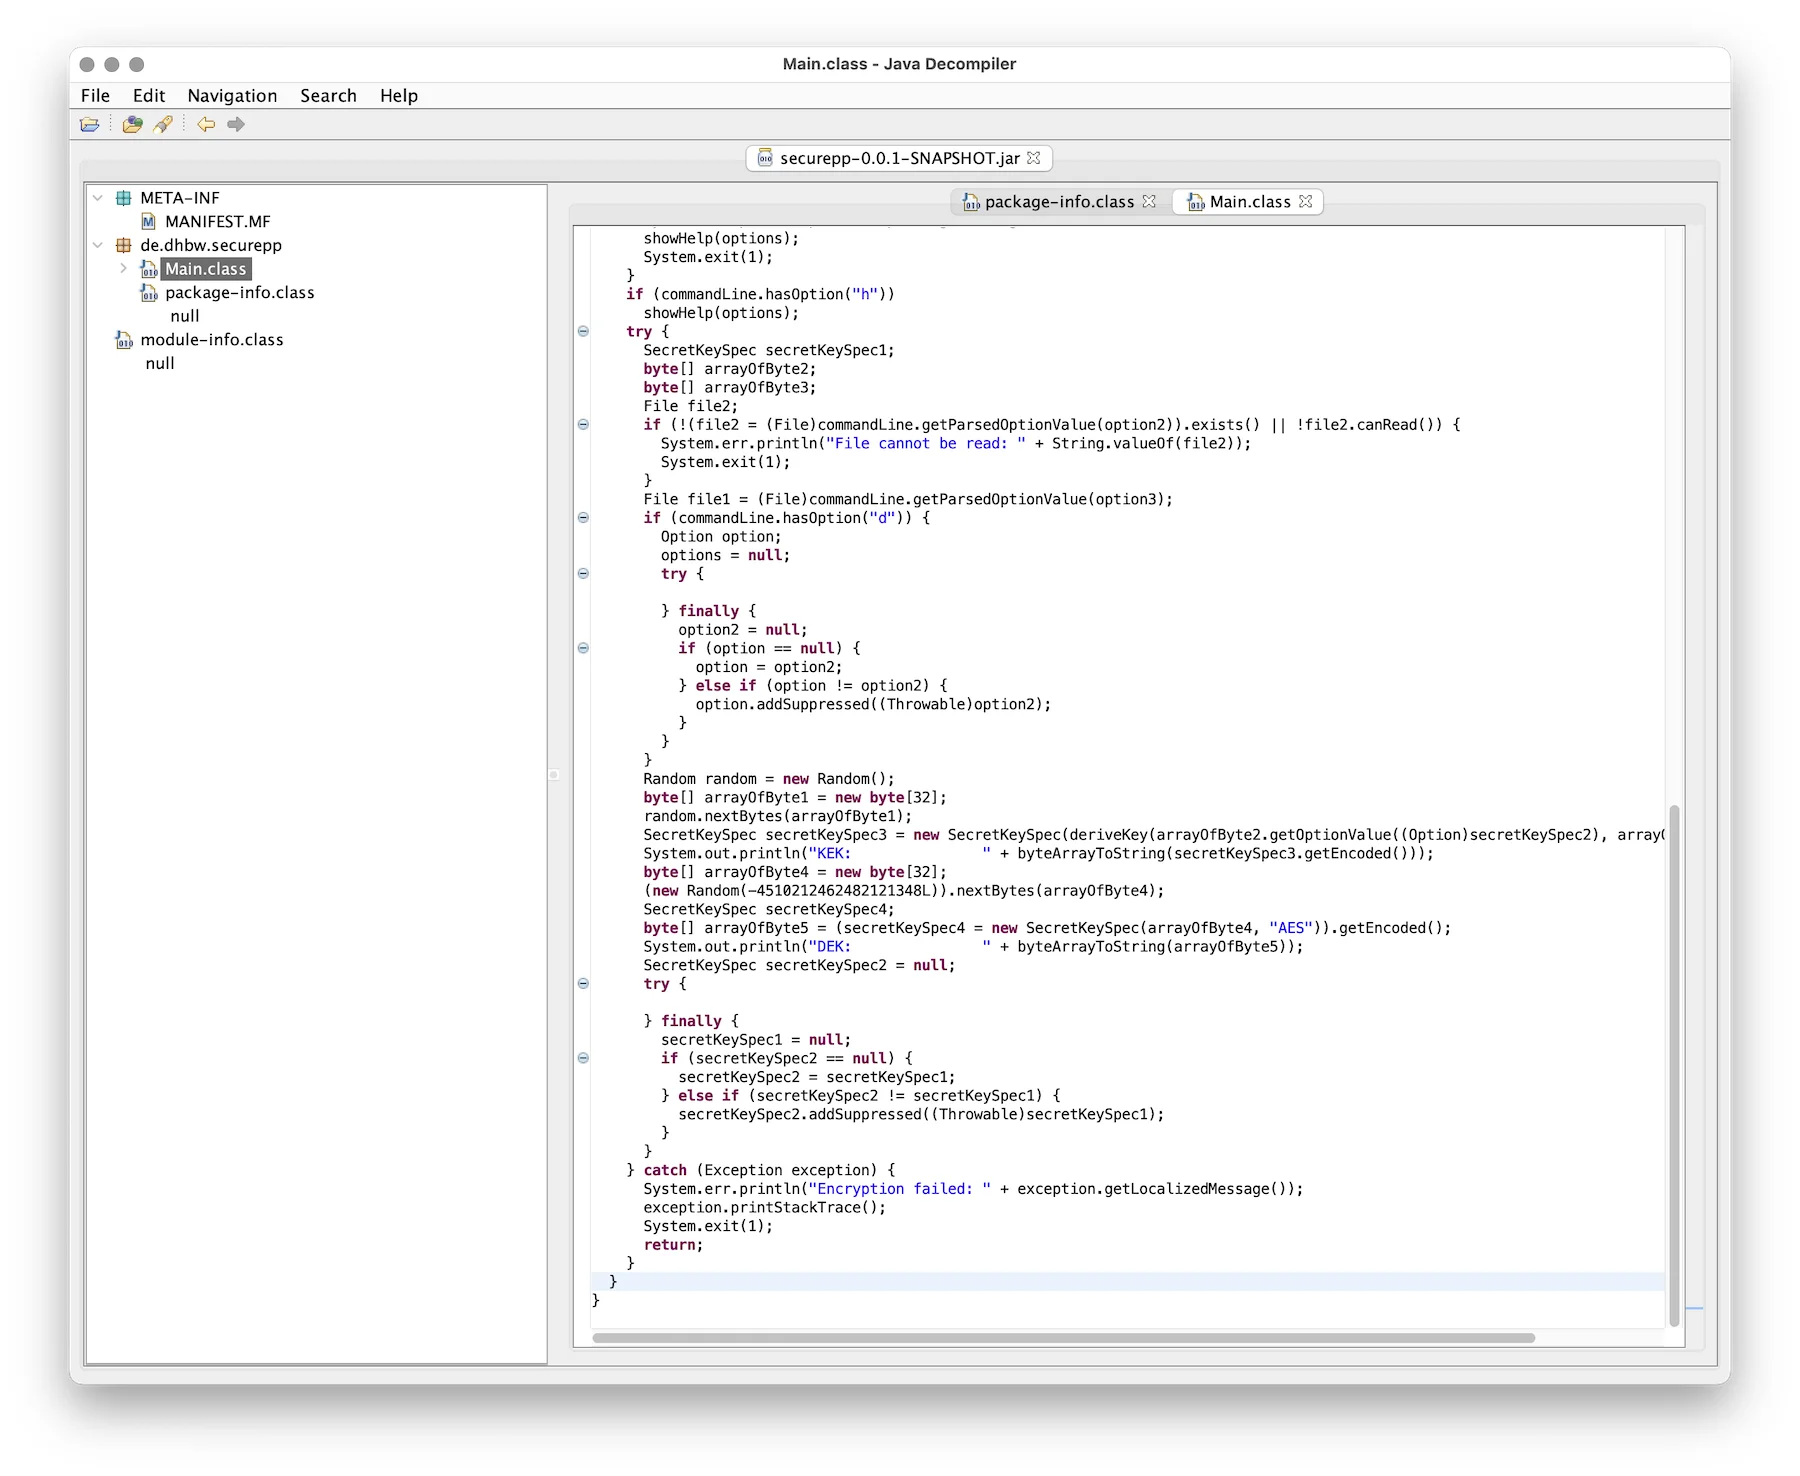 Main.class - Java Decompiler
File Edit Navigation Search Help
securepp-0.0.1-SNAPSHOT.jar
META-INF
MANIFEST.MF
de.dhbw.securepp
Main.class
package-info.class
null
module-info.class
null
package-info.class
Main.class
showHelp(options);
System.exit(1);
}
if (commandLine.hasOption("h"))
showHelp(options);
try {
SecretKeySpec secretKeySpec1;
byte[] arrayOfByte2;
byte[] arrayOfByte3;
File file2;
if (!(file2 = (File)commandLine.getParsedOptionValue(option2)).exists() || !file2.canRead()) {
System.err.println("File cannot be read: " + String.valueOf(file2));
System.exit(1);
}
File file1 = (File)commandLine.getParsedOptionValue(option3);
if (commandLine.hasOption("d")) {
Option option;
options = null;
try {
} finally {
option2 = null;
if (option == null) {
option = option2;
} else if (option != option2) {
option.addSuppressed((Throwable)option2);
}
}
}
Random random = new Random();
byte[] arrayOfByte1 = new byte[32];
random.nextBytes(arrayOfByte1);
SecretKeySpec secretKeySpec3 = new SecretKeySpec(deriveKey(arrayOfByte2.getOptionValue((Option)secretKeySpec2), array
System.out.println("KEK:               " + byteArrayToString(secretKeySpec3.getEncoded()));
byte[] arrayOfByte4 = new byte[32];
(new Random(-4510212462482121348L)).nextBytes(arrayOfByte4);
SecretKeySpec secretKeySpec4;
byte[] arrayOfByte5 = (secretKeySpec4 = new SecretKeySpec(arrayOfByte4, "AES")).getEncoded();
System.out.println("DEK:               " + byteArrayToString(arrayOfByte5));
SecretKeySpec secretKeySpec2 = null;
try {
} finally {
secretKeySpec1 = null;
if (secretKeySpec2 == null) {
secretKeySpec2 = secretKeySpec1;
} else if (secretKeySpec2 != secretKeySpec1) {
secretKeySpec2.addSuppressed((Throwable)secretKeySpec1);
}
}
} catch (Exception exception) {
System.err.println("Encryption failed: " + exception.getLocalizedMessage());
exception.printStackTrace();
System.exit(1);
return;
}
}
}